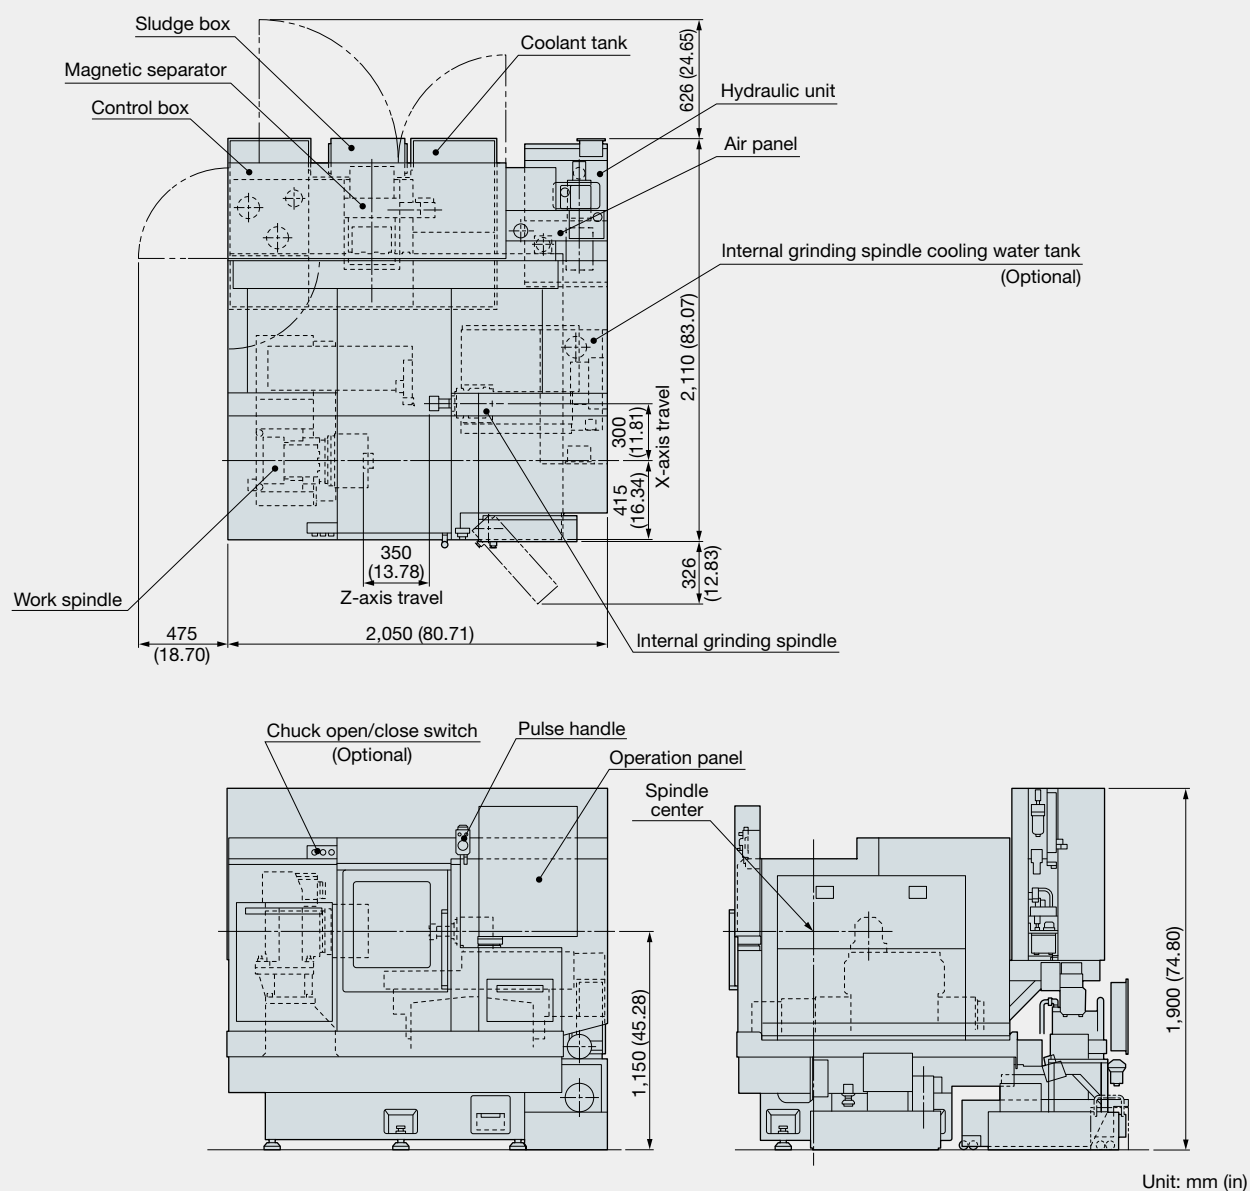 Sludge box
Coolant tank
Magnetic separator
Control box
626 (24.65)
Hydraulic unit
Air panel
Internal grinding spindle cooling water tank
(Optional)
2,110 (83.07)
300
(11.81)
X-axis travel
415
(16.34)
350
(13.78)
Z-axis travel
326
(12.83)
Work spindle
475
(18.70)
2,050 (80.71)
Internal grinding spindle
Chuck open/close switch
(Optional)
Pulse handle
Operation panel
Spindle
center
1,150 (45.28)
1,900 (74.80)
Unit: mm (in)